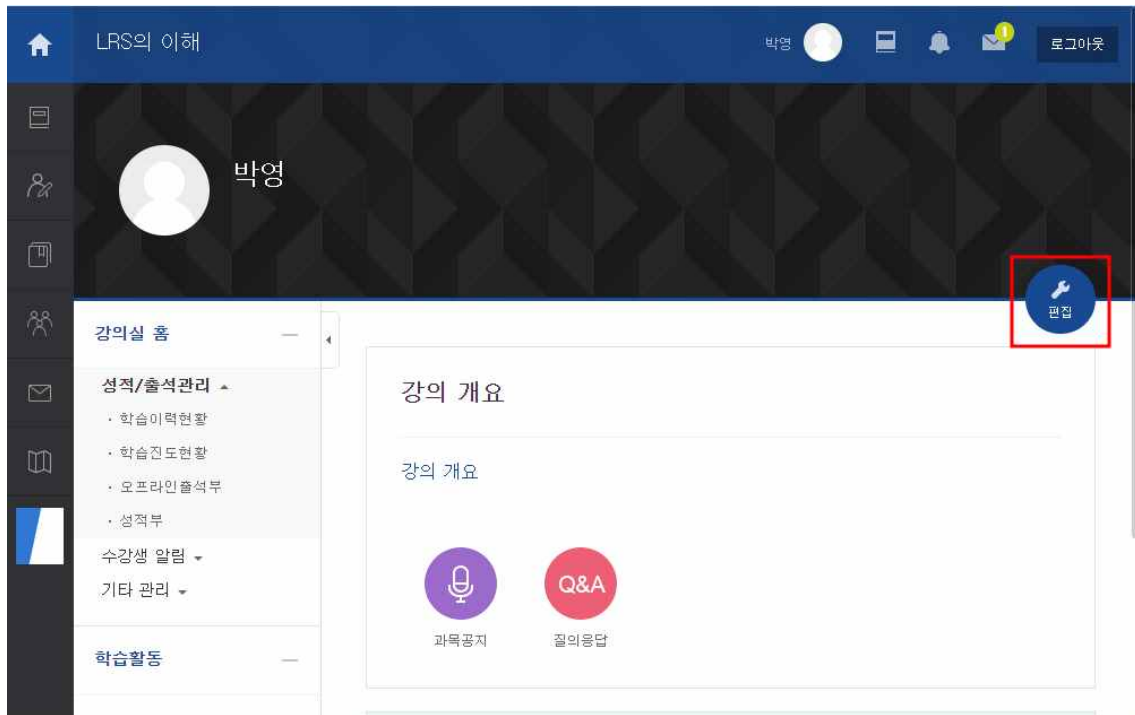 LRS의 이해
박영
1
로그아웃
박영
편집
강의실 홈
성적/출석관리
· 학습이력현황
· 학습진도현황
· 오프라인출석부
· 성적부
수강생 알림
기타 관리
학습활동
강의 개요
강의 개요
Q&A
과목공지
질의응답